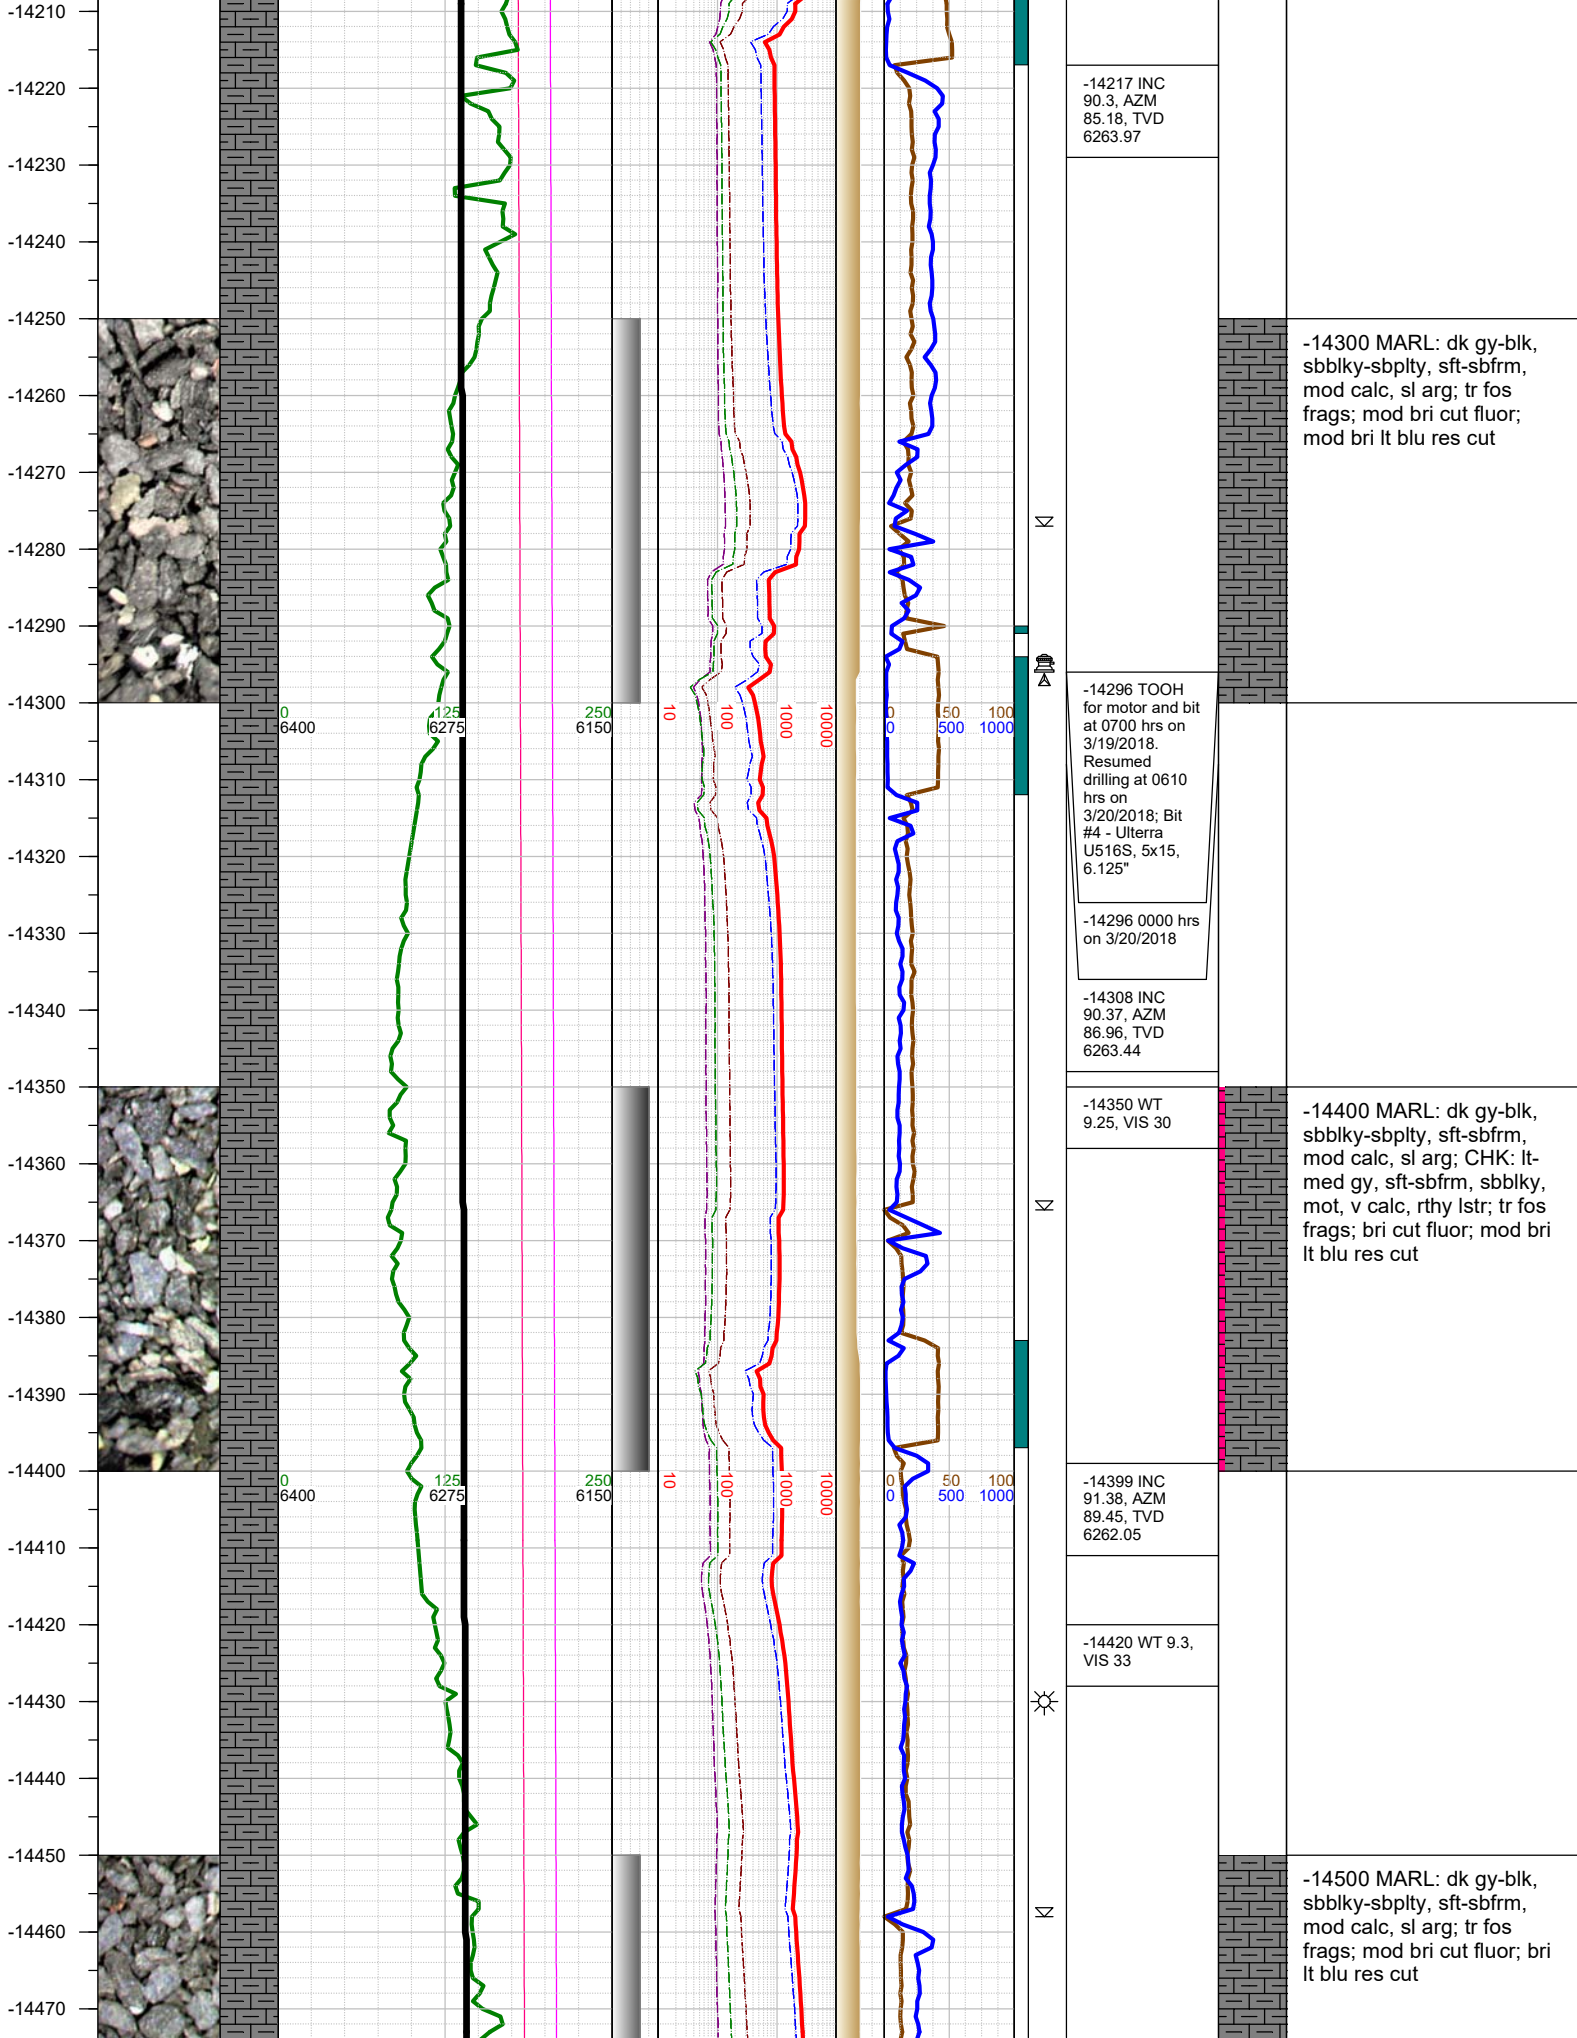 -14210
-14220
-14230
-14240
-14250
-14260
-14270
-14280
-14290
-14300
-14310
-14320
-14330
-14340
-14350
-14360
-14370
-14380
-14390
-14400
-14410
-14420
-14430
-14440
-14450
-14460
-14470
0 125 250
6400 6275 6150
10 100 1000 10000
0 50 100
0 500 1000
0 125 250
6400 6275 6150
10 100 1000 10000
0 50 100
0 500 1000
-14217 INC
90.3, AZM
85.18, TVD
6263.97
-14296 TOOH
for motor and bit
at 0700 hrs on
3/19/2018.
Resumed
drilling at 0610
hrs on
3/20/2018; Bit
#4 - Ulterra
U516S, 5x15,
6.125"
-14296 0000 hrs
on 3/20/2018
-14308 INC
90.37, AZM
86.96, TVD
6263.44
-14350 WT
9.25, VIS 30
-14399 INC
91.38, AZM
89.45, TVD
6262.05
-14420 WT 9.3,
VIS 33
-14300 MARL: dk gy-blk,
sbblky-sbplty, sft-sbfrm,
mod calc, sl arg; tr fos
frags; mod bri cut fluor;
mod bri lt blu res cut
-14400 MARL: dk gy-blk,
sbblky-sbplty, sft-sbfrm,
mod calc, sl arg; CHK: lt-
med gy, sft-sbfrm, sbblky,
mot, v calc, rthy lstr; tr fos
frags; bri cut fluor; mod bri
lt blu res cut
-14500 MARL: dk gy-blk,
sbblky-sbplty, sft-sbfrm,
mod calc, sl arg; tr fos
frags; mod bri cut fluor; bri
lt blu res cut